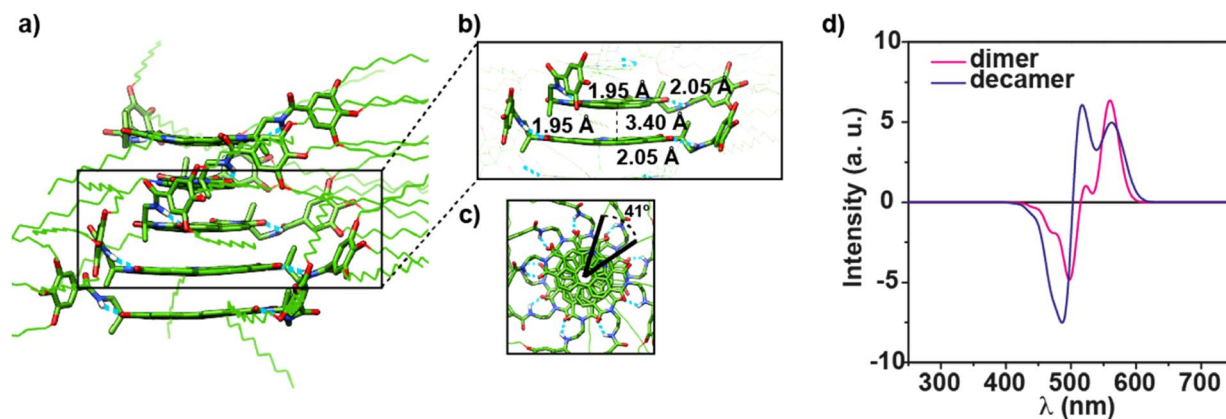 a)
b)
1.95 Å
2.05 Å
1.95 Å
3.40 Å
2.05 Å
c)
41º
d)
10
5
0
-5
-10
Intensity (a. u.)
dimer
decamer
300 400 500 600 700
λ (nm)